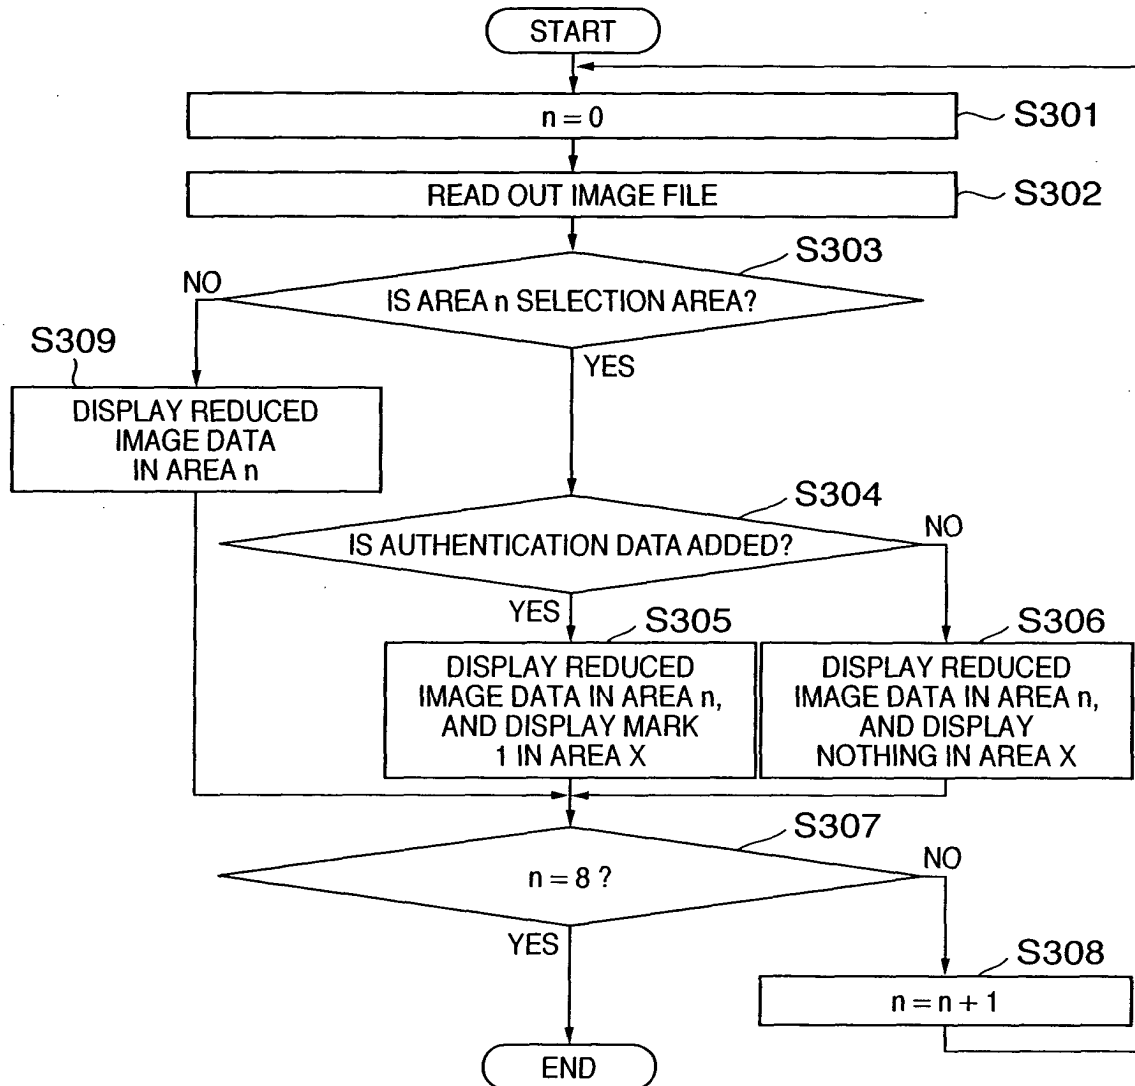 START
n = 0
S301
READ OUT IMAGE FILE
S302
S303
NO
IS AREA n SELECTION AREA?
YES
S309
DISPLAY REDUCED
IMAGE DATA
IN AREA n
S304
NO
IS AUTHENTICATION DATA ADDED?
YES
S305
DISPLAY REDUCED
IMAGE DATA IN AREA n,
AND DISPLAY MARK
1 IN AREA X
S306
DISPLAY REDUCED
IMAGE DATA IN AREA n,
AND DISPLAY
NOTHING IN AREA X
S307
NO
n = 8 ?
YES
S308
n = n + 1
END